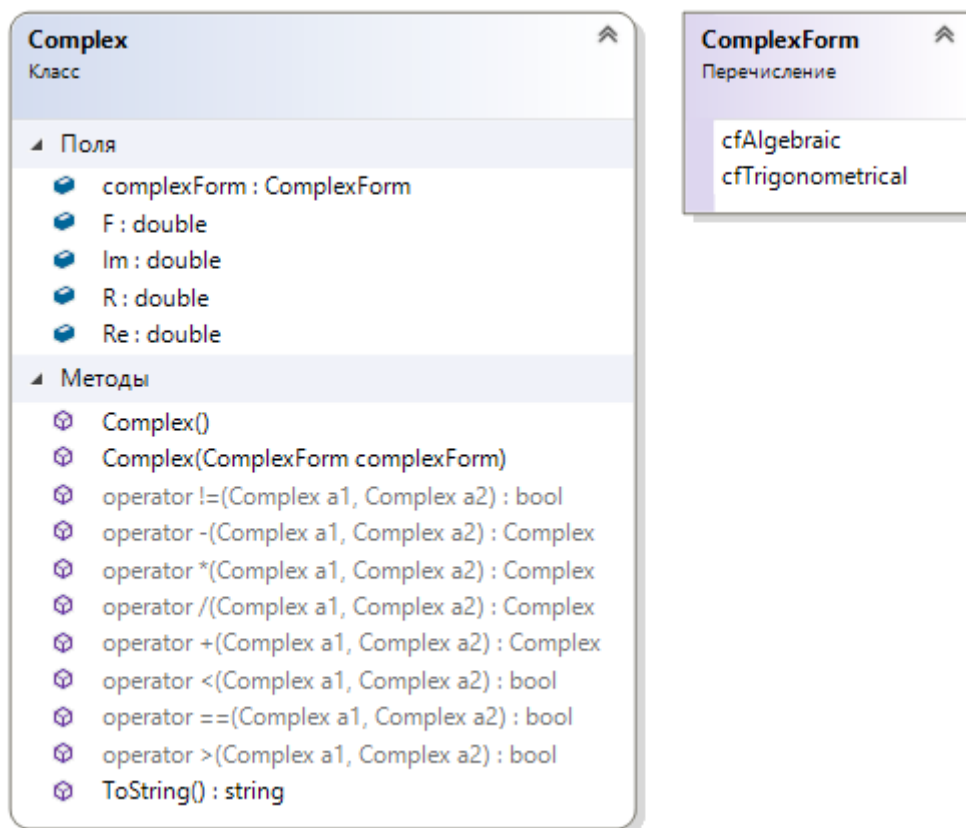 Complex
Класс
Поля
complexForm : ComplexForm
F : double
Im : double
R : double
Re : double
Методы
Complex()
Complex(ComplexForm complexForm)
operator !=(Complex a1, Complex a2) : bool
operator -(Complex a1, Complex a2) : Complex
operator *(Complex a1, Complex a2) : Complex
operator /(Complex a1, Complex a2) : Complex
operator +(Complex a1, Complex a2) : Complex
operator <(Complex a1, Complex a2) : bool
operator ==(Complex a1, Complex a2) : bool
operator >(Complex a1, Complex a2) : bool
ToString() : string
ComplexForm
Перечисление
cfAlgebraic
cfTrigonometrical